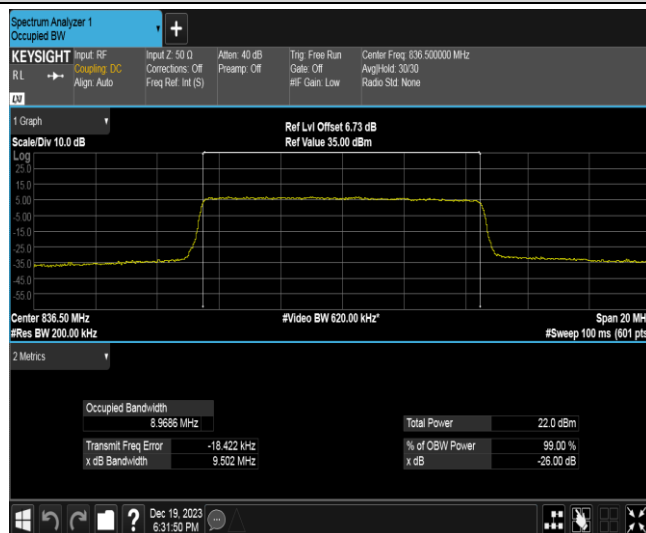 Spectrum Analyzer 1
Occupied BW
+
KEYSIGHT Input: RF Input Z: 50 Ω Atten: 40 dB Trig: Free Run Center Freq: 836.500000 MHz
RL Coupling: DC Corrections: Off Preamp: Off Gate: Off Avg|Hold: 30/30
Align: Auto Freq Ref: Int (S) #IF Gain: Low Radio Std: None
LXI
1 Graph Ref Lvl Offset 6.73 dB
Scale/Div 10.0 dB Ref Value 35.00 dBm
Log
25.0
15.0
5.00
-5.00
-15.0
-25.0
-35.0
-45.0
-55.0
Center 836.50 MHz #Video BW 620.00 kHz* Span 20 MH
#Res BW 200.00 kHz #Sweep 100 ms (601 pts
2 Metrics
Occupied Bandwidth
8.9686 MHz Total Power 22.0 dBm
Transmit Freq Error -18.422 kHz % of OBW Power 99.00 %
x dB Bandwidth 9.502 MHz x dB -26.00 dB
? Dec 19, 2023
6:31:50 PM